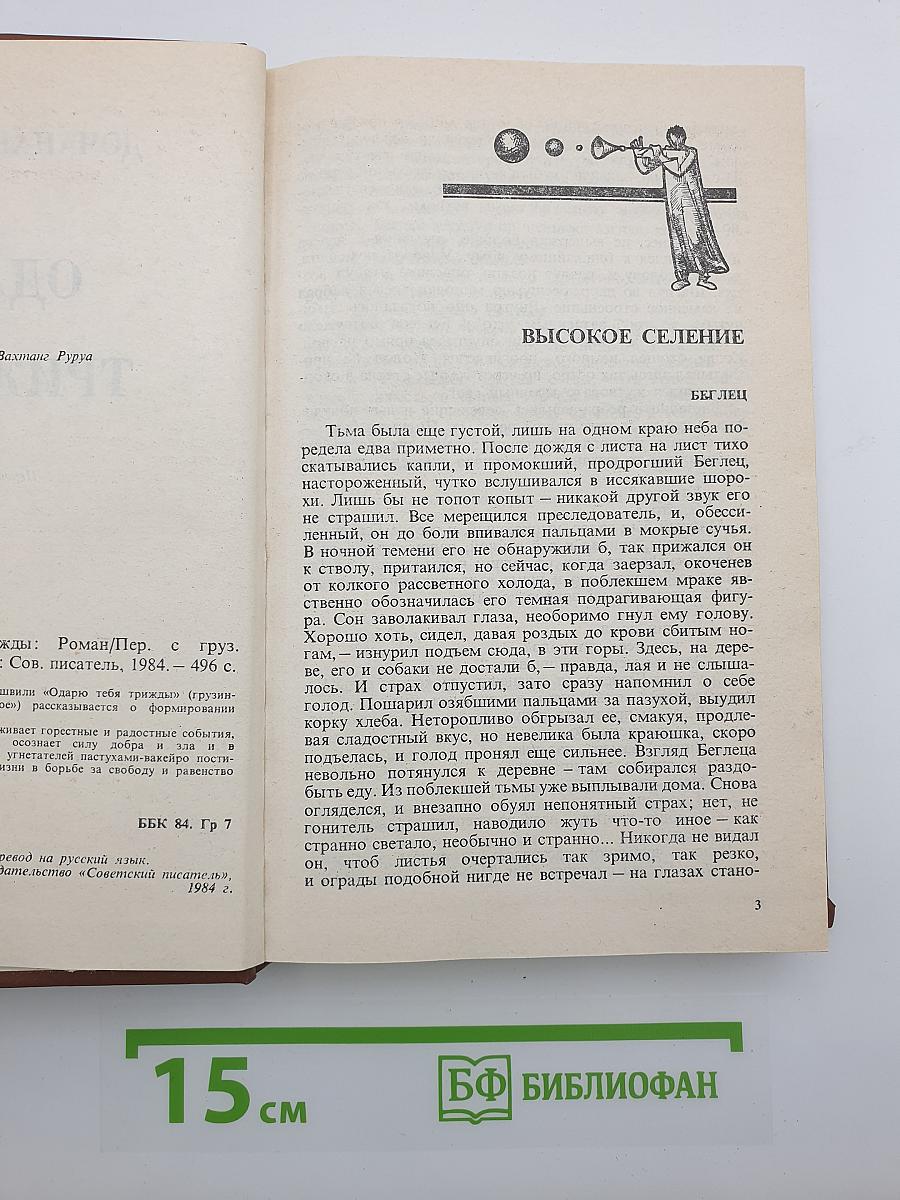 Вахтанг Руруа
жды: Роман/Пер. с груз.
: Сов. писатель, 1984. — 496 с.
швили «Одарю тебя трижды» (грузин-
ое») рассказывается о формировании
живает горестные и радостные события,
осознает силу добра и зла и в
угнетателей пастухами-вакейро пости-
изни в борьбе за свободу и равенство
ББК 84. Гр 7
ревод на русский язык.
дательство «Советский писатель»,
1984 г.
ВЫСОКОЕ СЕЛЕНИЕ
БЕГЛЕЦ
Тьма была еще густой, лишь на одном краю неба по-
редела едва приметно. После дождя с листа на лист тихо
скатывались капли, и промокший, продрогший Беглец,
настороженный, чутко вслушивался в иссякавшие шоро-
хи. Лишь бы не топот копыт — никакой другой звук его
не страшил. Все мерещился преследователь, и, обесси-
ленный, он до боли впивался пальцами в мокрые сучья.
В ночной темени его не обнаружили б, так прижался он
к стволу, притаился, но сейчас, когда заерзал, окоченев
от колкого рассветного холода, в поблекшем мраке яв-
ственно обозначилась его темная подрагивающая фигу-
ра. Сон заволакивал глаза, необоримо гнул ему голову.
Хорошо хоть, сидел, давая роздых до крови сбитым но-
гам, — изнурил подъем сюда, в эти горы. Здесь, на дере-
ве, его и собаки не достали б, — правда, лая и не слыша-
лось. И страх отпустил, зато сразу напомнил о себе
голод. Пошарил озябшими пальцами за пазухой, выудил
корку хлеба. Неторопливо обгрызал ее, смакуя, продле-
вая сладостный вкус, но невелика была краюшка, скоро
подъелась, и голод пронял еще сильнее. Взгляд Беглеца
невольно потянулся к деревне — там собирался раздо-
быть еду. Из поблекшей тьмы уже выплывали дома. Снова
огляделся, и внезапно обуял непонятный страх; нет, не
гонитель страшил, наводило жуть что-то иное — как
странно светало, необычно и странно... Никогда не видал
он, чтоб листья очертались так зримо, так резко,
и ограды подобной нигде не встречал — на глазах стано-
3
15 см
БФ БИБЛИОФАН